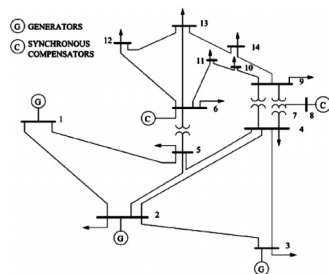 G GENERATORS
C SYNCHRONOUS
COMPENSATORS
13
12
14
11
10
9
G
C
6
7
8
C
1
4
5
2
G
3
G